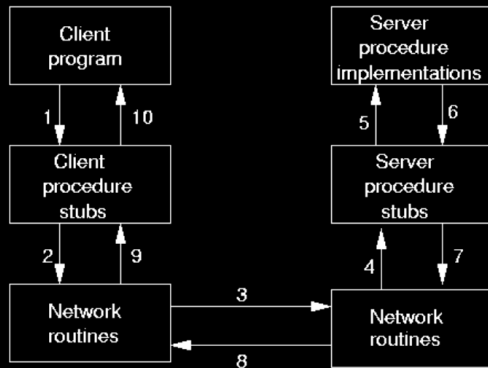 Client
program
Server
procedure
implementations
1
10
5
6
Client
procedure
stubs
Server
procedure
stubs
2
9
4
7
3
Network
routines
Network
routines
8